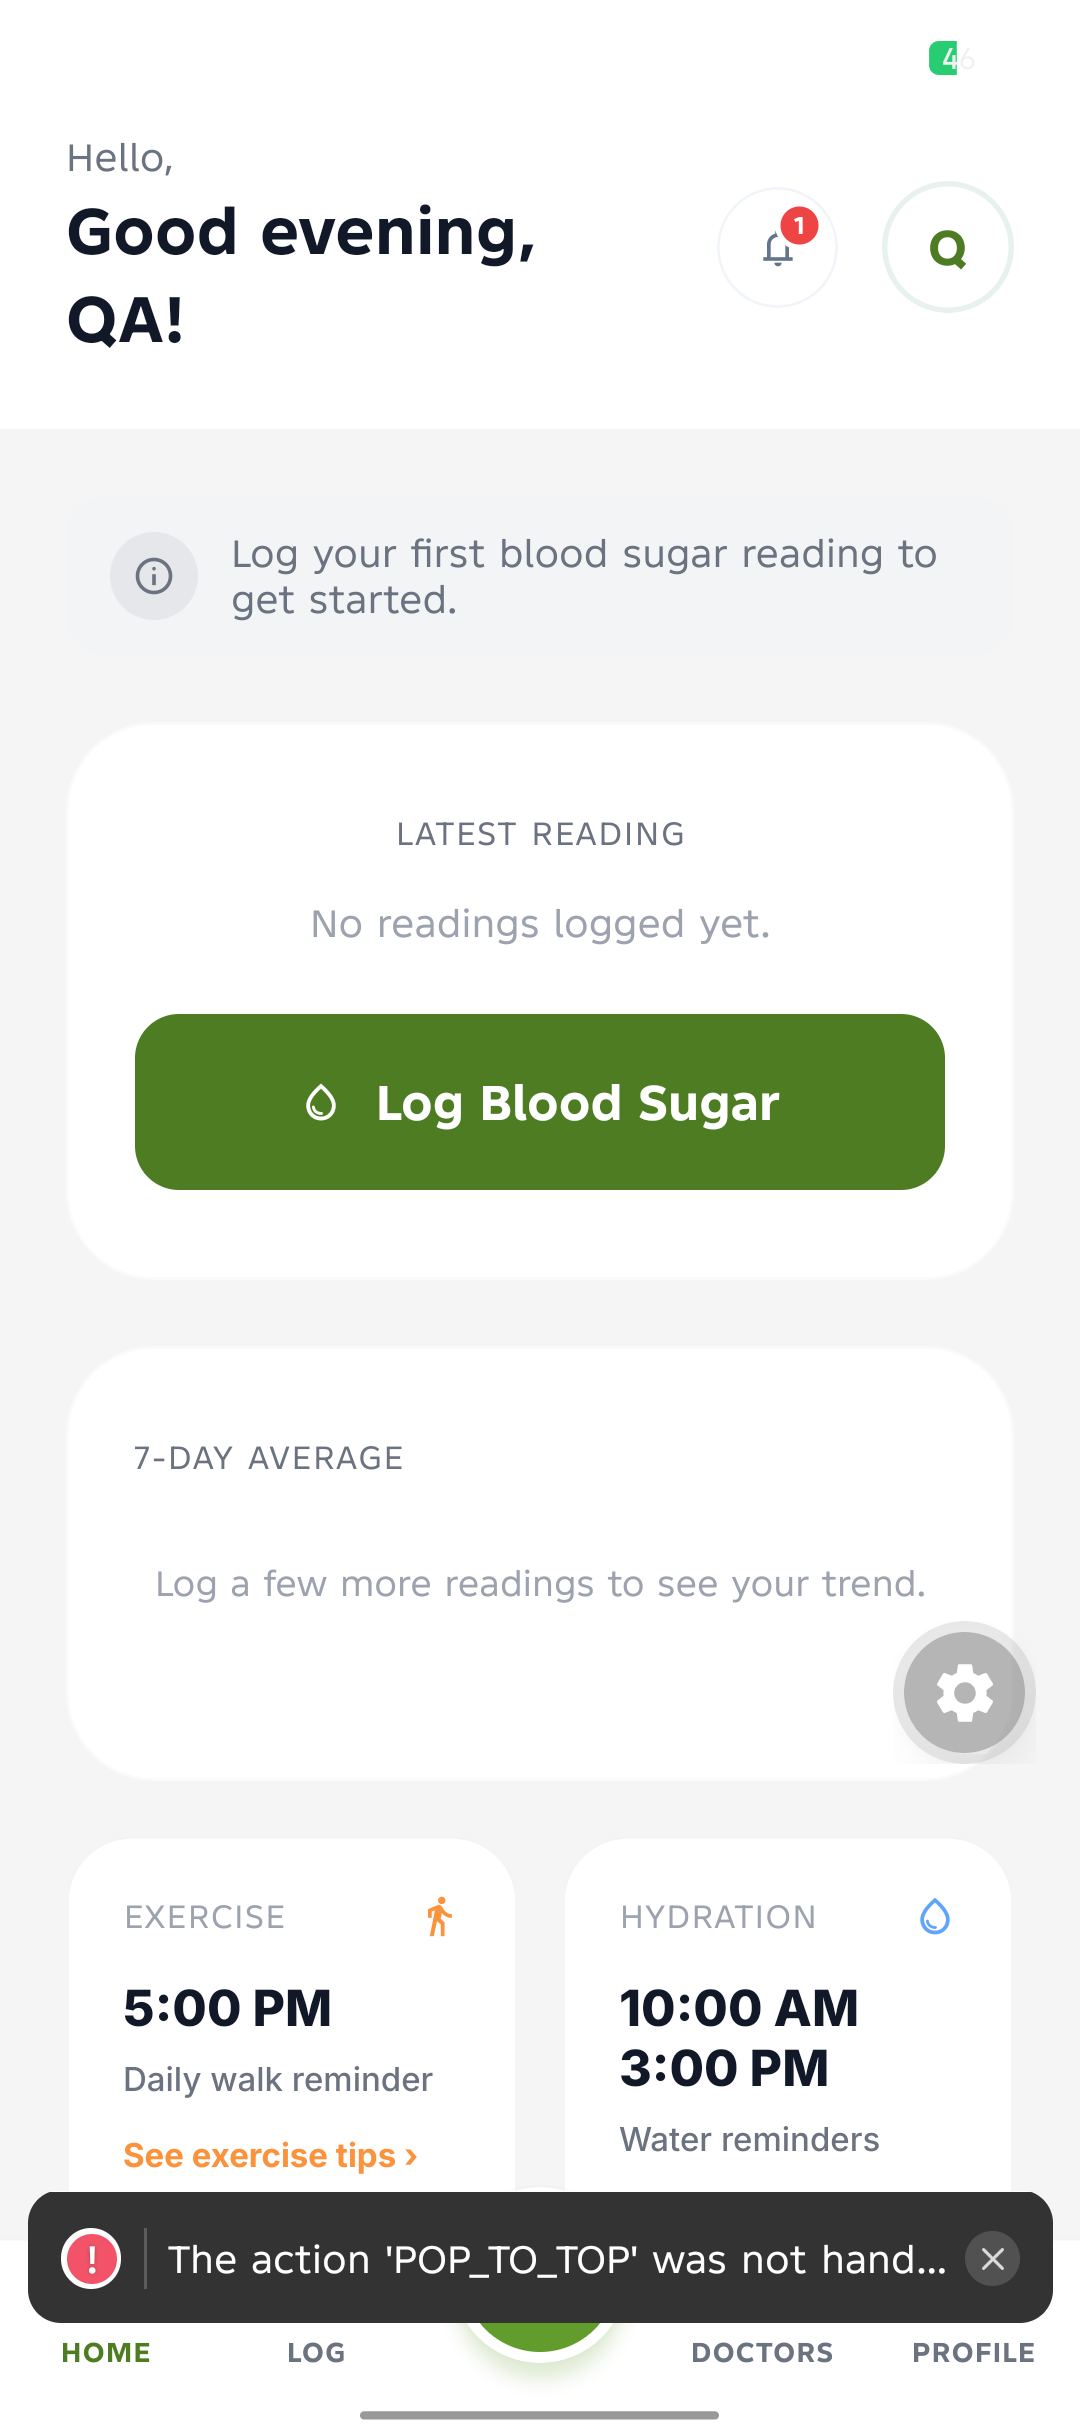 46
Hello,
Good evening,
QA!
1
Q
Log your first blood sugar reading to
get started.
LATEST READING
No readings logged yet.
Log Blood Sugar
7-DAY AVERAGE
Log a few more readings to see your trend.
EXERCISE
5:00 PM
Daily walk reminder
See exercise tips ›
HYDRATION
10:00 AM
3:00 PM
Water reminders
! The action 'POP_TO_TOP' was not hand...
HOME
LOG
DOCTORS
PROFILE